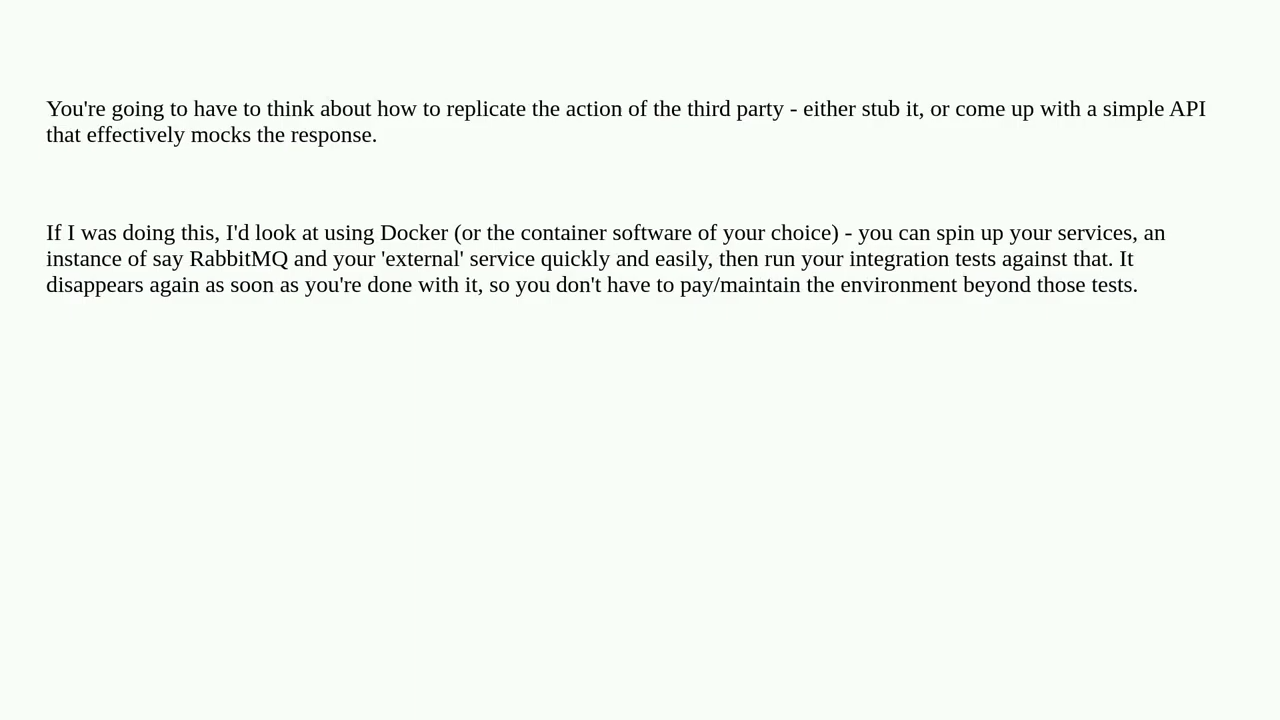 You're going to have to think about how to replicate the action of the third party - either stub it, or come up with a simple API
that effectively mocks the response.
If I was doing this, I'd look at using Docker (or the container software of your choice) - you can spin up your services, an
instance of say RabbitMQ and your 'external' service quickly and easily, then run your integration tests against that. It
disappears again as soon as you're done with it, so you don't have to pay/maintain the environment beyond those tests.